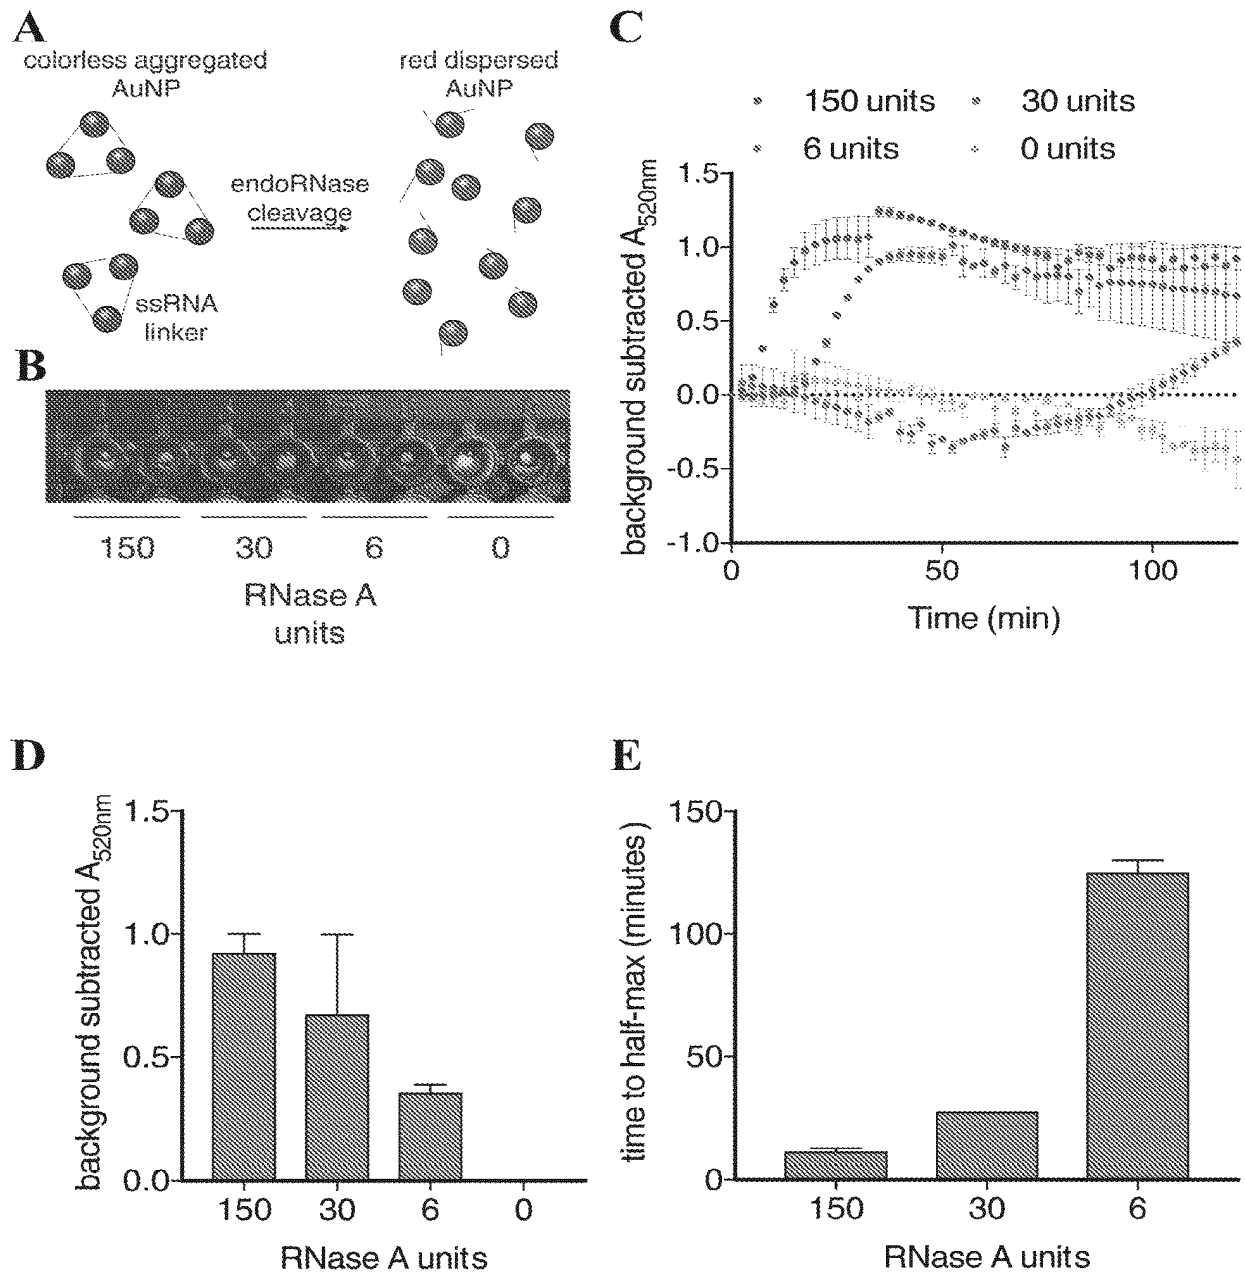 A
colorless aggregated
AuNP
red dispersed
AuNP
endoRNase
cleavage
ssRNA
linker
B
150 30 6 0
RNase A
units
C
150 units 30 units
6 units 0 units
1.5
1.0
0.5
0.0
-0.5
-1.0
background subtracted A520nm
0 50 100
Time (min)
D
1.5
1.0
0.5
0.0
background subtracted A520nm
150 30 6 0
RNase A units
E
150
100
50
0
time to half-max (minutes)
150 30 6
RNase A units